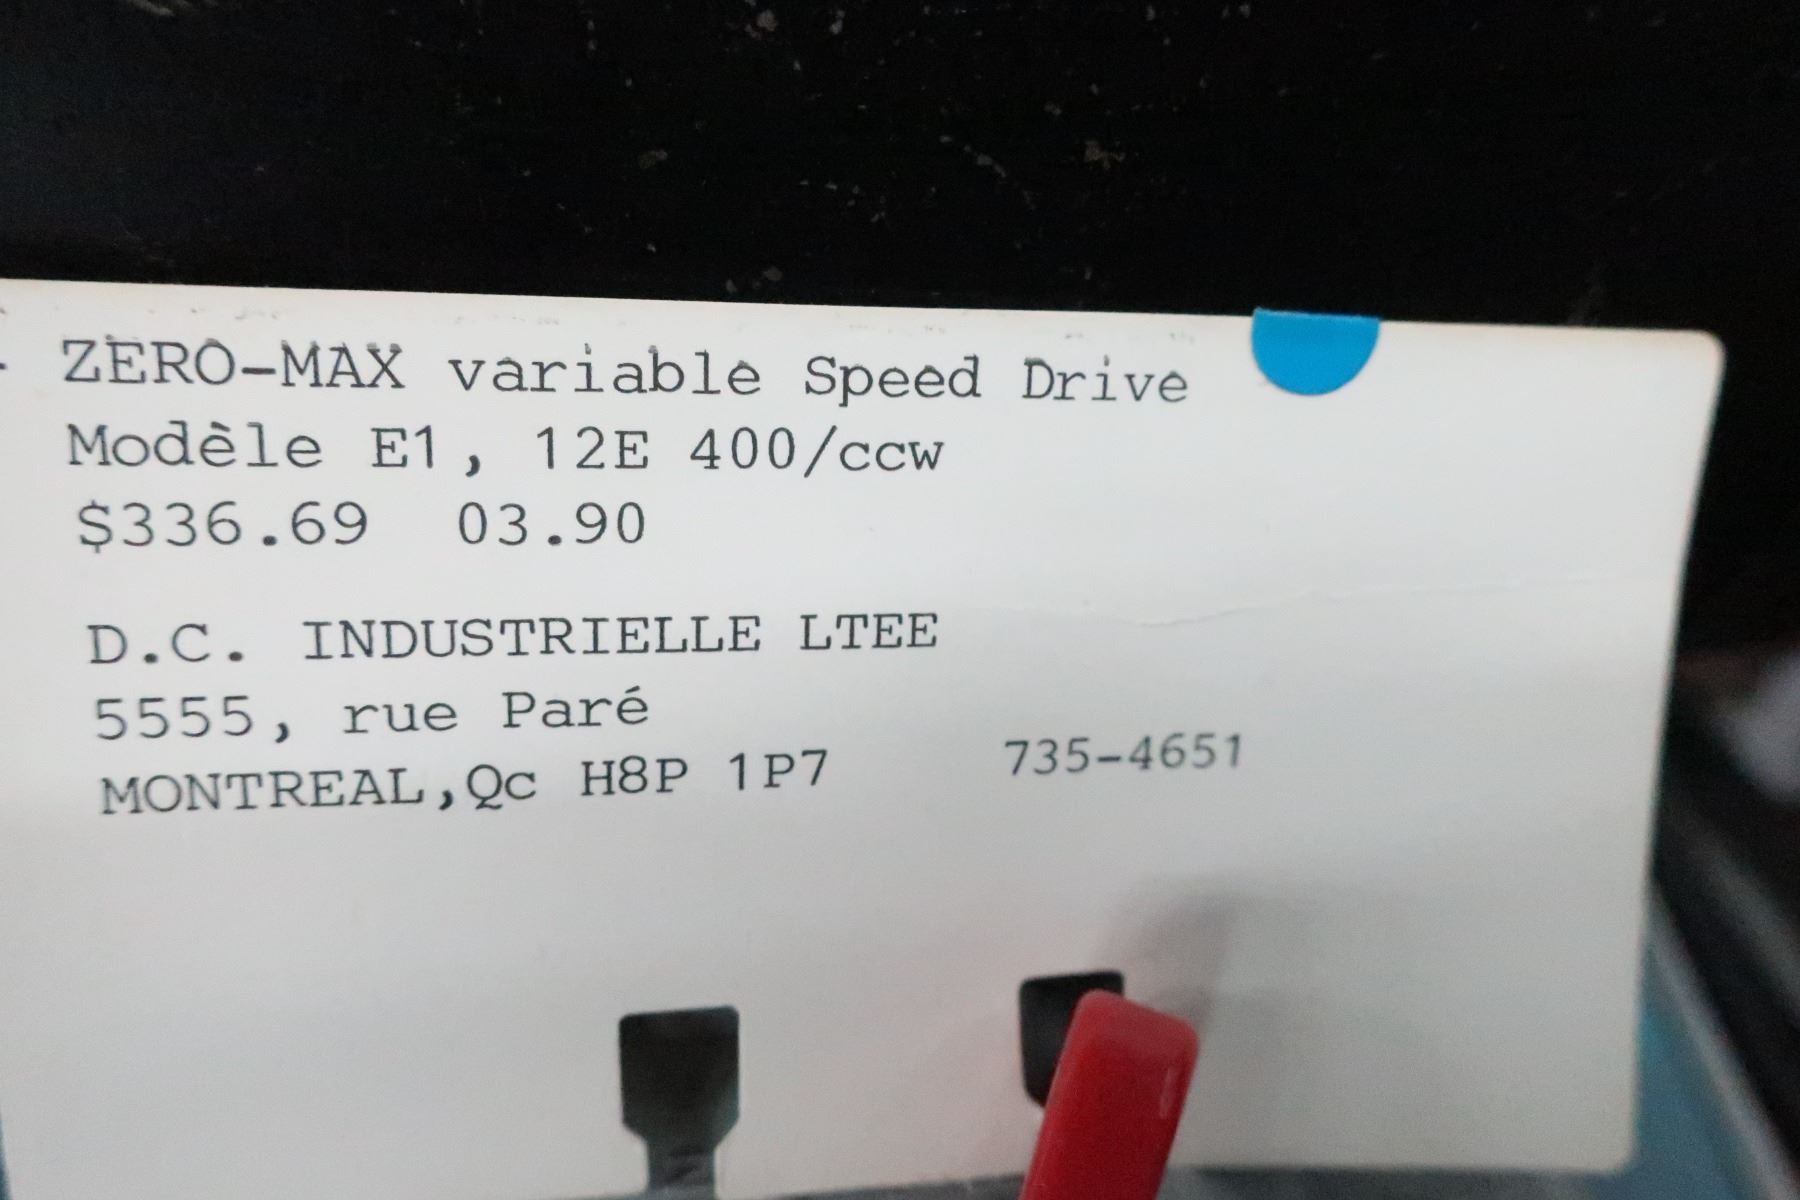 ZERO-MAX variable Speed Drive
Modèle E1, 12E 400/ccw
$336.69 03.90
D.C. INDUSTRIELLE LTEE
5555, rue Paré
MONTREAL,Qc H8P 1P7 735-4651